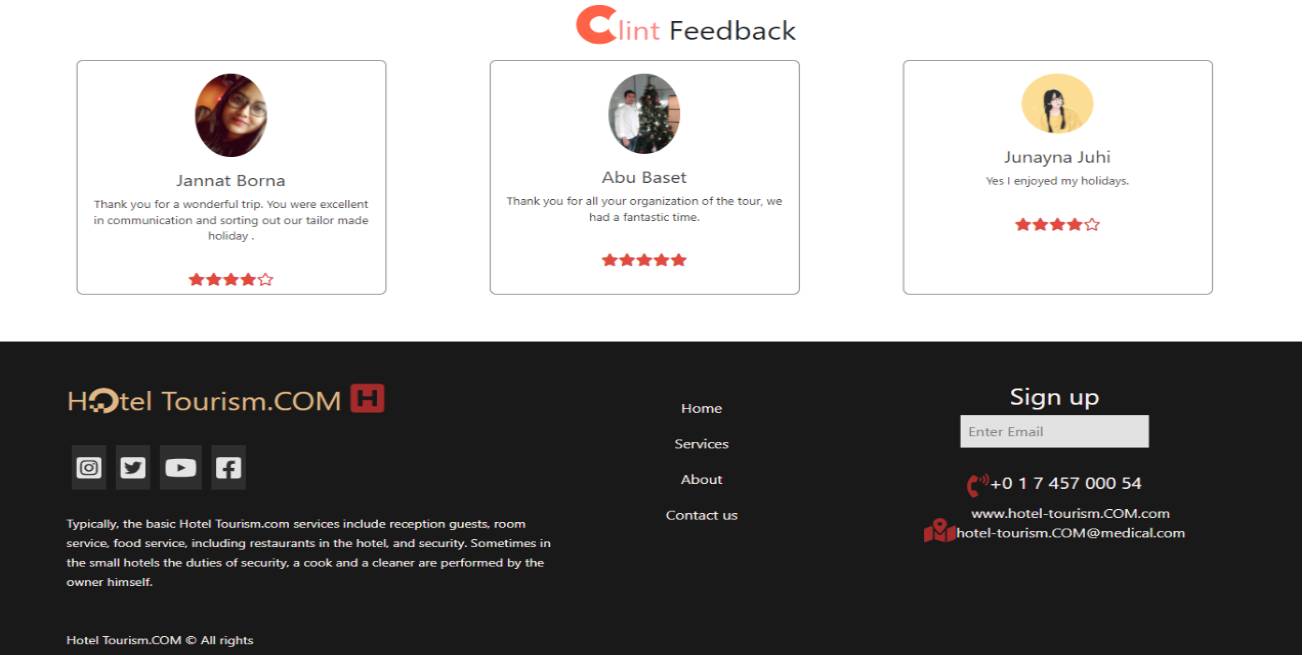 Clint Feedback
Jannat Borna
Thank you for a wonderful trip. You were excellent
in communication and sorting out our tailor made
holiday .
Abu Baset
Thank you for all your organization of the tour, we
had a fantastic time.
Junayna Juhi
Yes I enjoyed my holidays.
Hotel Tourism.COM H
Typically, the basic Hotel Tourism.com services include reception guests, room
service, food service, including restaurants in the hotel, and security. Sometimes in
the small hotels the duties of security, a cook and a cleaner are performed by the
owner himself.
Hotel Tourism.COM © All rights
Home
Services
About
Contact us
Sign up
Enter Email
+0 1 7 457 000 54
www.hotel-tourism.COM.com
hotel-tourism.COM@medical.com